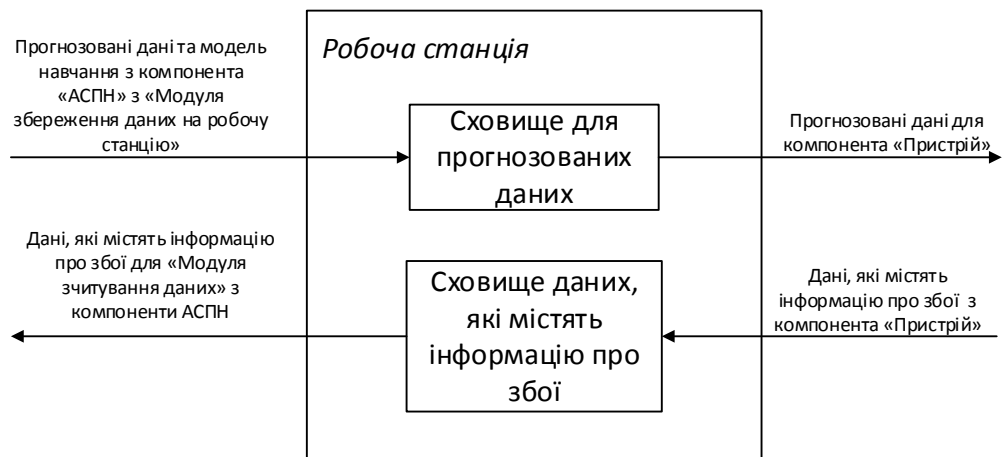 Робоча станція
Прогнозовані дані та модель
навчання з компонента
«АСПН» з «Модуля
збереження даних на робочу
станцію»
Сховище для
прогнозованих
даних
Прогнозовані дані для
компонента «Пристрій»
Дані, які містять інформацію
про збої для «Модуля
зчитування даних» з
компоненти АСПН
Сховище даних,
які містять
інформацію про
збої
Дані, які містять
інформацію про збої з
компонента «Пристрій»